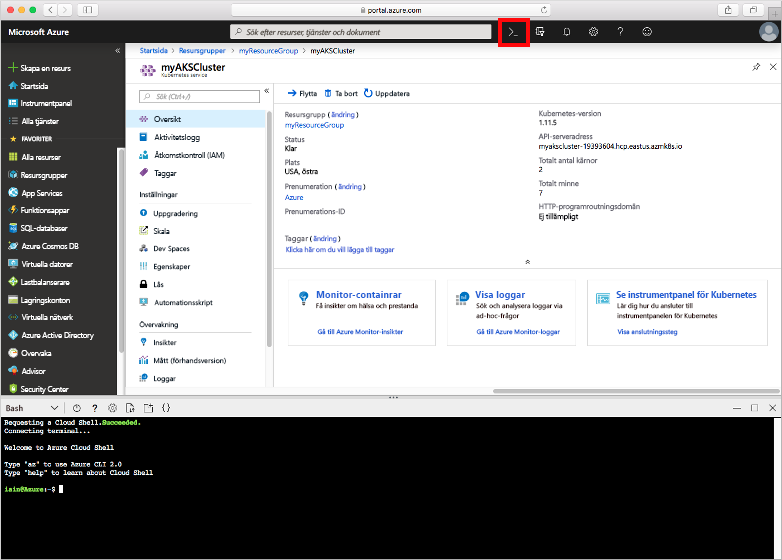 portal.azure.com
Microsoft Azure
Sök efter resurser, tjänster och dokument
Startsida > Resursgrupper > myResourceGroup > myAKSCluster
Skapa en resurs
Startsida
Instrumentpanel
Alla tjänster
FAVORITER
Alla resurser
Resursgrupper
App Services
Funktionsappar
SQL-databaser
Azure Cosmos DB
Virtuella datorer
Lastbalanserare
Lagringskonton
Virtuella nätverk
Azure Active Directory
Övervaka
Advisor
Security Center
myAKSCluster
Kubernetes service
Sök (Ctrl+/)
Översikt
Aktivitetslogg
Åtkomstkontroll (IAM)
Taggar
Inställningar
Uppgradering
Skala
Dev Spaces
Egenskaper
Lås
Automationsskript
Övervakning
Insikter
Mått (förhandsversion)
Loggar
Flytta Ta bort Uppdatera
Resursgrupp (ändring)
myResourceGroup
Status
Klar
Plats
USA, östra
Prenumeration (ändring)
Azure
Prenumerations-ID
Taggar (ändring)
Klicka här om du vill lägga till taggar
Kubernetes-version
1.11.5
API-serveradress
myakscluster-19393604.hcp.eastus.azmk8s.io
Totalt antal kärnor
2
Totalt minne
7
HTTP-programroutningsdomän
Ej tillämpligt
Monitor-containrar
Få insikter om hälsa och prestanda
Gå till Azure Monitor-insikter
Visa loggar
Sök och analysera loggar via
ad-hoc-frågor
Gå till Azure Monitor-loggar
Se instrumentpanel för Kubernetes
Lär dig hur du ansluter till
instrumentpanelen för Kubernetes
Visa anslutningssteg
Bash
Requesting a Cloud Shell.Succeeded.
Connecting terminal...
Welcome to Azure Cloud Shell
Type "az" to use Azure CLI 2.0
Type "help" to learn about Cloud Shell
iain@Azure:~$